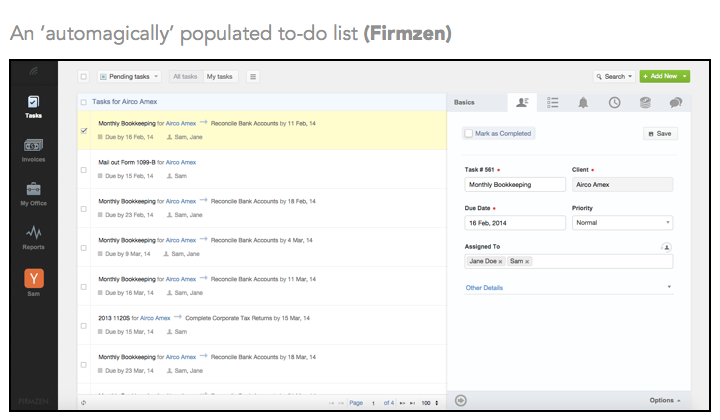 An ‘automagically’ populated to-do list (Firmzen)
Pending tasks
All tasks
My tasks
Search
+ Add New
Tasks
Invoices
My Office
Reports
Y
Sam
FIRMZEN
Tasks for Airco Amex
Monthly Bookkeeping for Airco Amex → Reconcile Bank Accounts by 11 Feb, 14
Due by 16 Feb, 14 Sam, Jane
Mail out Form 1099-B for Airco Amex
Due by 15 Feb, 14 Sam
Monthly Bookkeeping for Airco Amex → Reconcile Bank Accounts by 18 Feb, 14
Due by 23 Feb, 14 Sam, Jane
Monthly Bookkeeping for Airco Amex → Reconcile Bank Accounts by 4 Mar, 14
Due by 9 Mar, 14 Sam, Jane
Monthly Bookkeeping for Airco Amex → Reconcile Bank Accounts by 11 Mar, 14
Due by 16 Mar, 14 Sam, Jane
2013 1120S for Airco Amex → Complete Corporate Tax Returns by 15 Mar, 14
Due by 15 Mar, 14 Sam
Monthly Bookkeeping for Airco Amex → Reconcile Bank Accounts by 18 Mar, 14
Due by 23 Mar, 14 Sam, Jane
Page 1 of 4 100
Basics
Mark as Completed
Save
Task # 561 Client
Monthly Bookkeeping Airco Amex
Due Date Priority
16 Feb, 2014 Normal
Assigned To
Jane Doe x Sam x
Other Details
Options